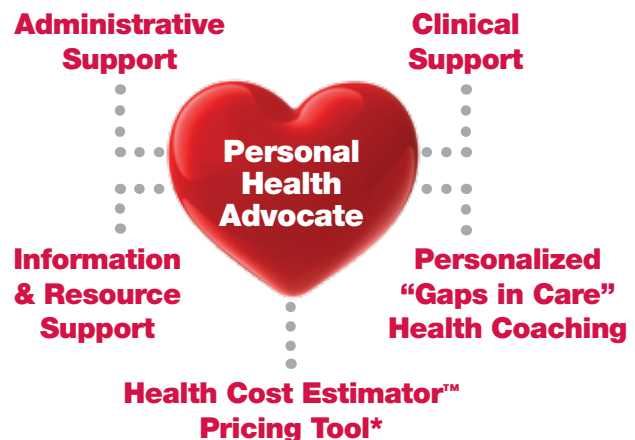 Administrative
Support
Clinical
Support
Personal
Health
Advocate
Information
& Resource
Support
Personalized
“Gaps in Care”
Health Coaching
Health Cost Estimator™
Pricing Tool*